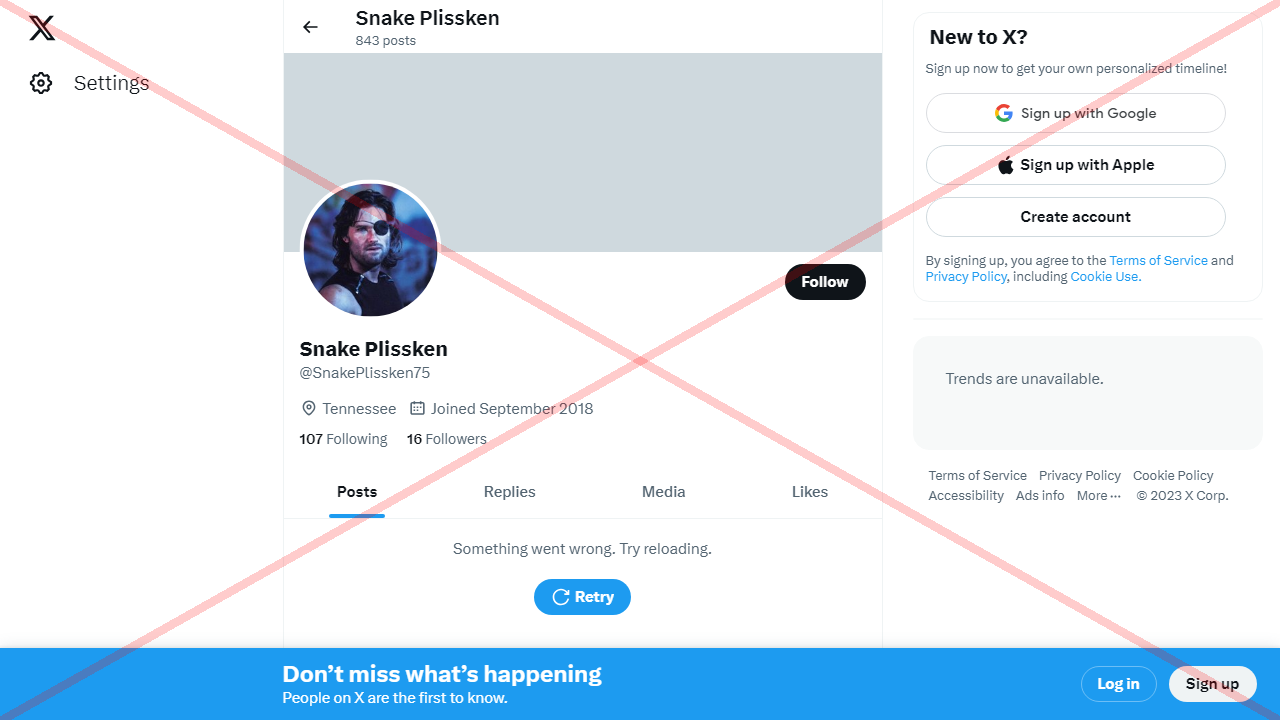 Settings
Snake Plissken
843 posts
Follow
Snake Plissken
@SnakePlissken75
Tennessee Joined September 2018
107 Following 16 Followers
Posts Replies Media Likes
Something went wrong. Try reloading.
Retry
New to X?
Sign up now to get your own personalized timeline!
Sign up with Google
Sign up with Apple
Create account
By signing up, you agree to the Terms of Service and
Privacy Policy, including Cookie Use.
Trends are unavailable.
Terms of Service Privacy Policy Cookie Policy
Accessibility Ads info More ··· © 2023 X Corp.
Don’t miss what’s happening
People on X are the first to know.
Log in Sign up